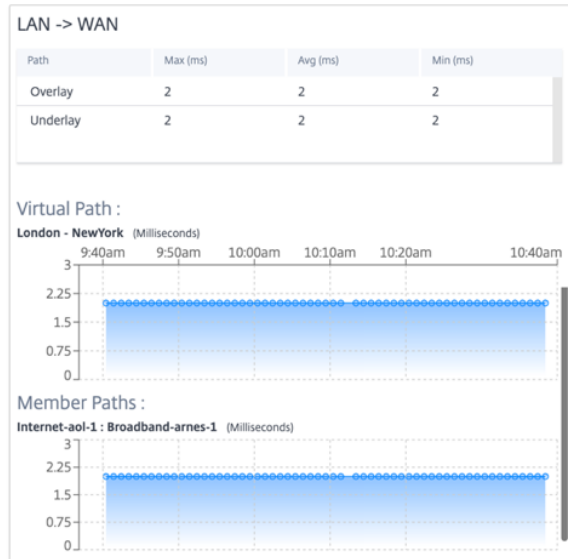 LAN -> WAN
Path Max (ms) Avg (ms) Min (ms)
Overlay 2 2 2
Underlay 2 2 2
Virtual Path :
London - NewYork (Milliseconds)
9:40am 9:50am 10:00am 10:10am 10:20am 10:40am
3
2.25
1.5
0.75
0
Member Paths :
Internet-aol-1 : Broadband-arnes-1 (Milliseconds)
3
2.25
1.5
0.75
0